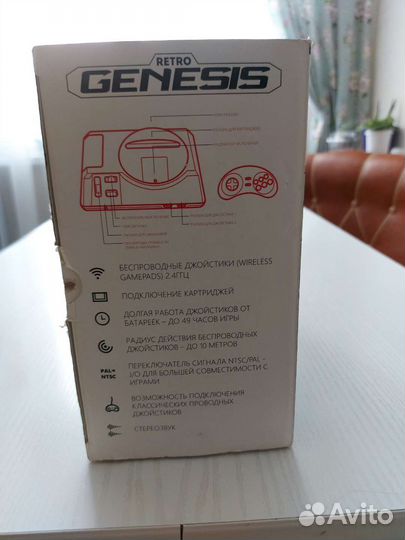 RETRO
GENESIS
БЕСПРОВОДНЫЕ ДЖОЙСТИКИ (WIRELESS
GAMEPADS) 2.4ГГЦ
ПОДКЛЮЧЕНИЕ КАРТРИДЖЕЙ
ДОЛГАЯ РАБОТА ДЖОЙСТИКОВ ОТ
БАТАРЕЕК – ДО 49 ЧАСОВ ИГРЫ
РАДИУС ДЕЙСТВИЯ БЕСПРОВОДНЫХ
ДЖОЙСТИКОВ – ДО 10 МЕТРОВ
PAL•
NTSC
ПЕРЕКЛЮЧАТЕЛЬ СИГНАЛА NTSC/PAL -
I/O ДЛЯ БОЛЬШЕЙ СОВМЕСТИМОСТИ С
ИГРАМИ
ВОЗМОЖНОСТЬ ПОДКЛЮЧЕНИЯ
КЛАССИЧЕСКИХ ПРОВОДНЫХ
ДЖОЙСТИКОВ
СТЕРЕОЗВУК
Avito